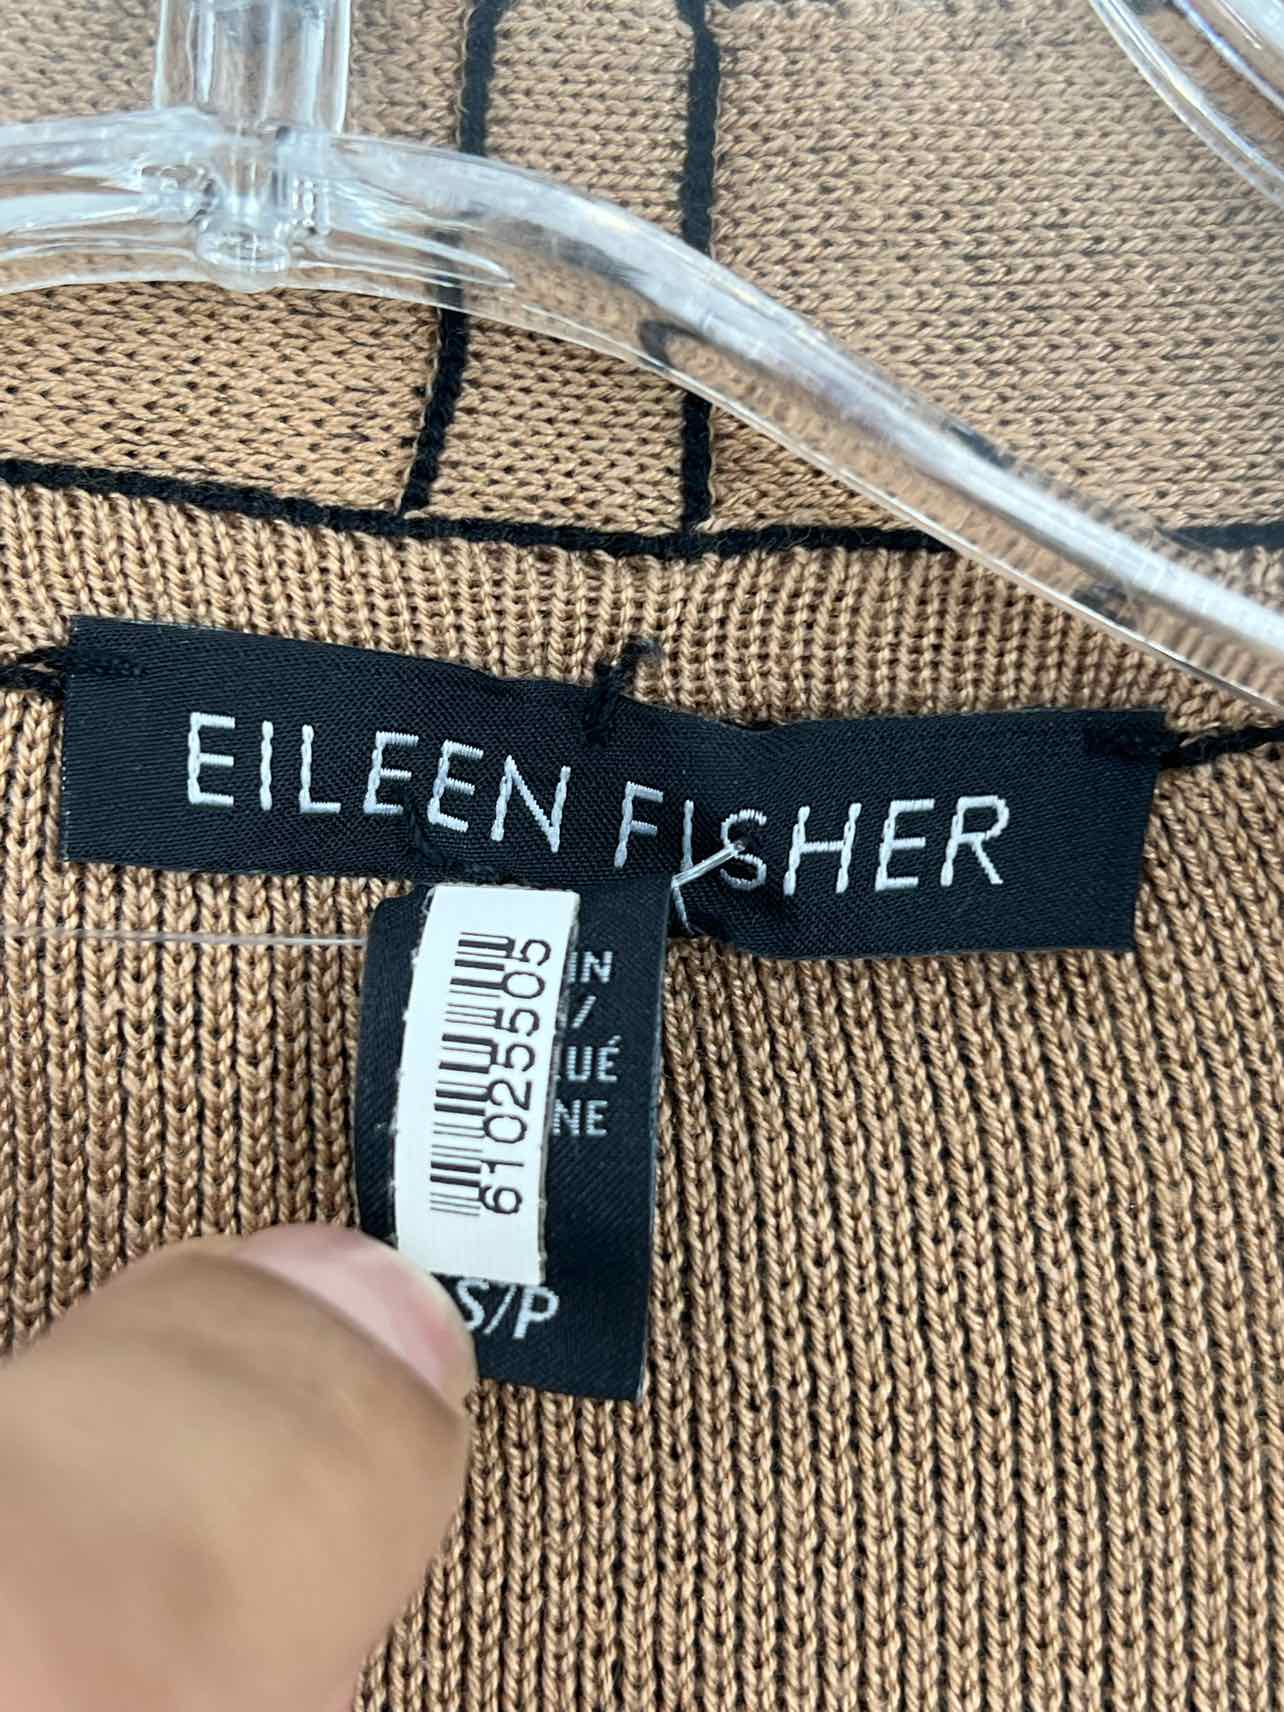 EILEEN FISHER
61025505
IN
/
UÉ
NE
S/P